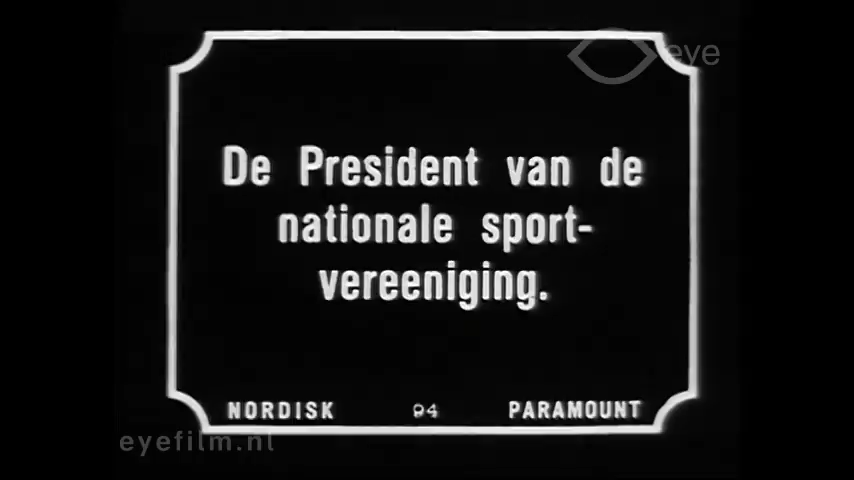 eye
De President van de
nationale sport-
vereeniging.
NORDISK 94 PARAMOUNT
eyefilm.nl